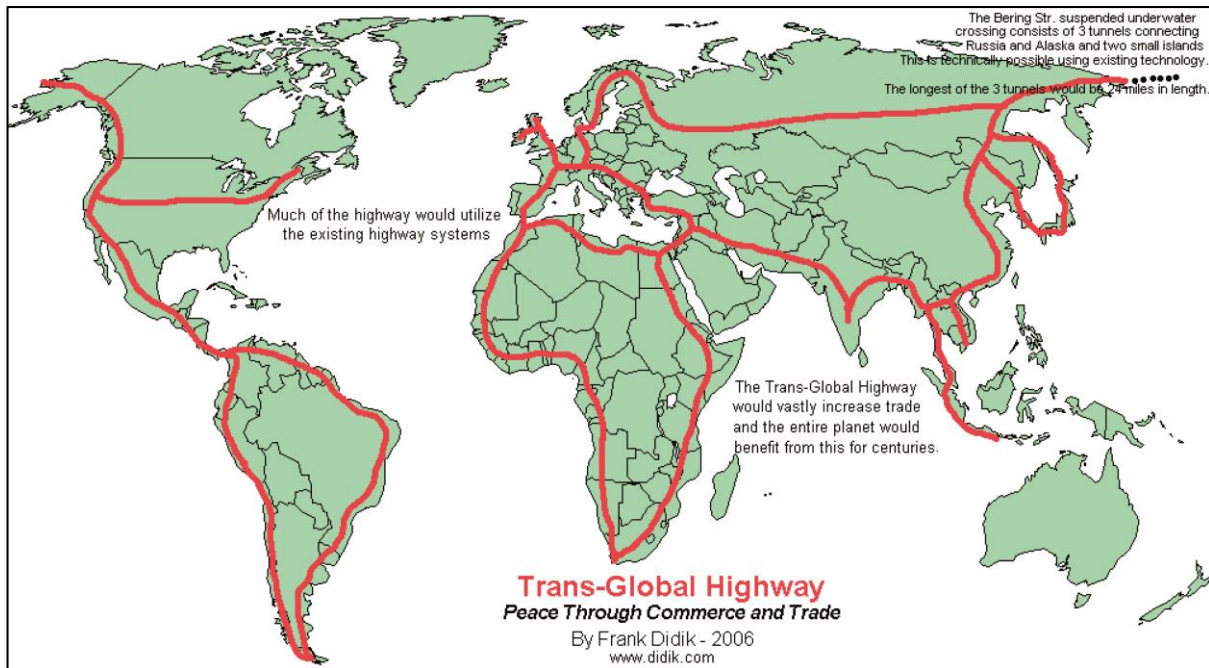 The Bering Str. suspended underwater
crossing consists of 3 tunnels connecting
Russia and Alaska and two small islands
This is technically possible using existing technology.
The longest of the 3 tunnels would be 24 miles in length.
Much of the highway would utilize
the existing highway systems
The Trans-Global Highway
would vastly increase trade
and the entire planet would
benefit from this for centuries.
Trans-Global Highway
Peace Through Commerce and Trade
By Frank Didik - 2006
www.didik.com